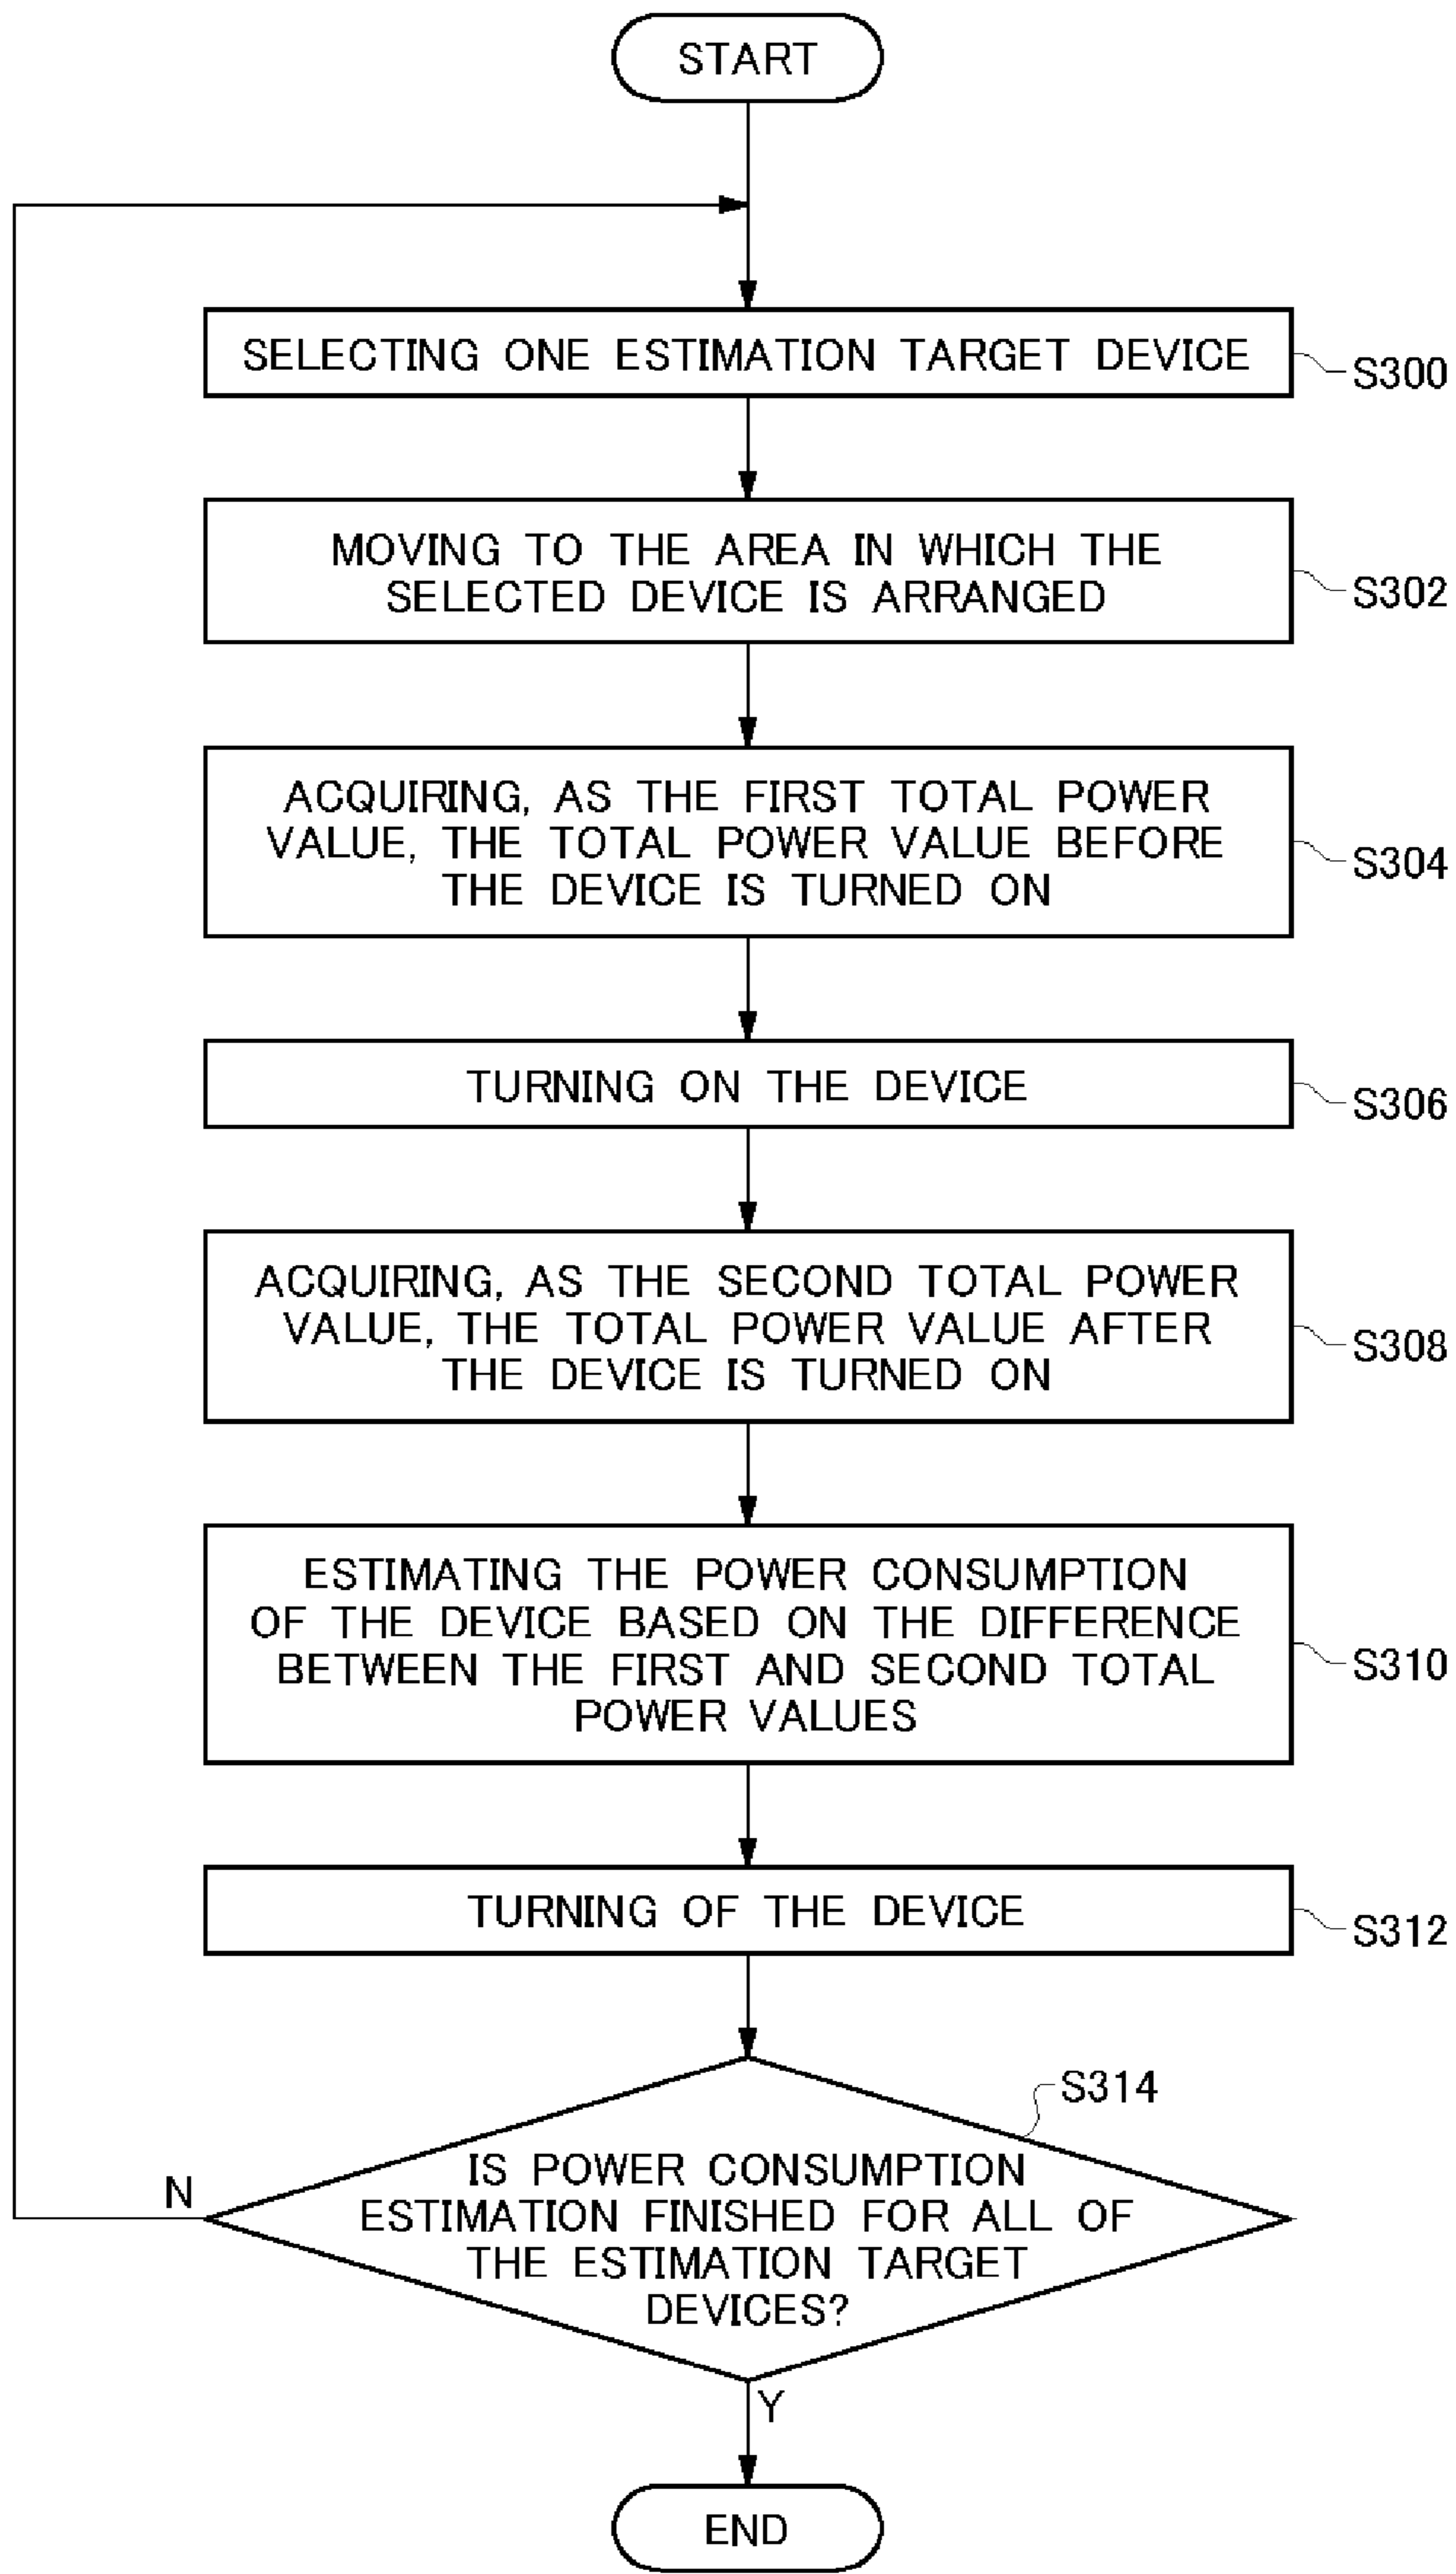 START
SELECTING ONE ESTIMATION TARGET DEVICE
S300
MOVING TO THE AREA IN WHICH THE
SELECTED DEVICE IS ARRANGED
S302
ACQUIRING, AS THE FIRST TOTAL POWER
VALUE, THE TOTAL POWER VALUE BEFORE
THE DEVICE IS TURNED ON
S304
TURNING ON THE DEVICE
S306
ACQUIRING, AS THE SECOND TOTAL POWER
VALUE, THE TOTAL POWER VALUE AFTER
THE DEVICE IS TURNED ON
S308
ESTIMATING THE POWER CONSUMPTION
OF THE DEVICE BASED ON THE DIFFERENCE
BETWEEN THE FIRST AND SECOND TOTAL
POWER VALUES
S310
TURNING OF THE DEVICE
S312
S314
IS POWER CONSUMPTION
ESTIMATION FINISHED FOR ALL OF
THE ESTIMATION TARGET
DEVICES?
N
Y
END